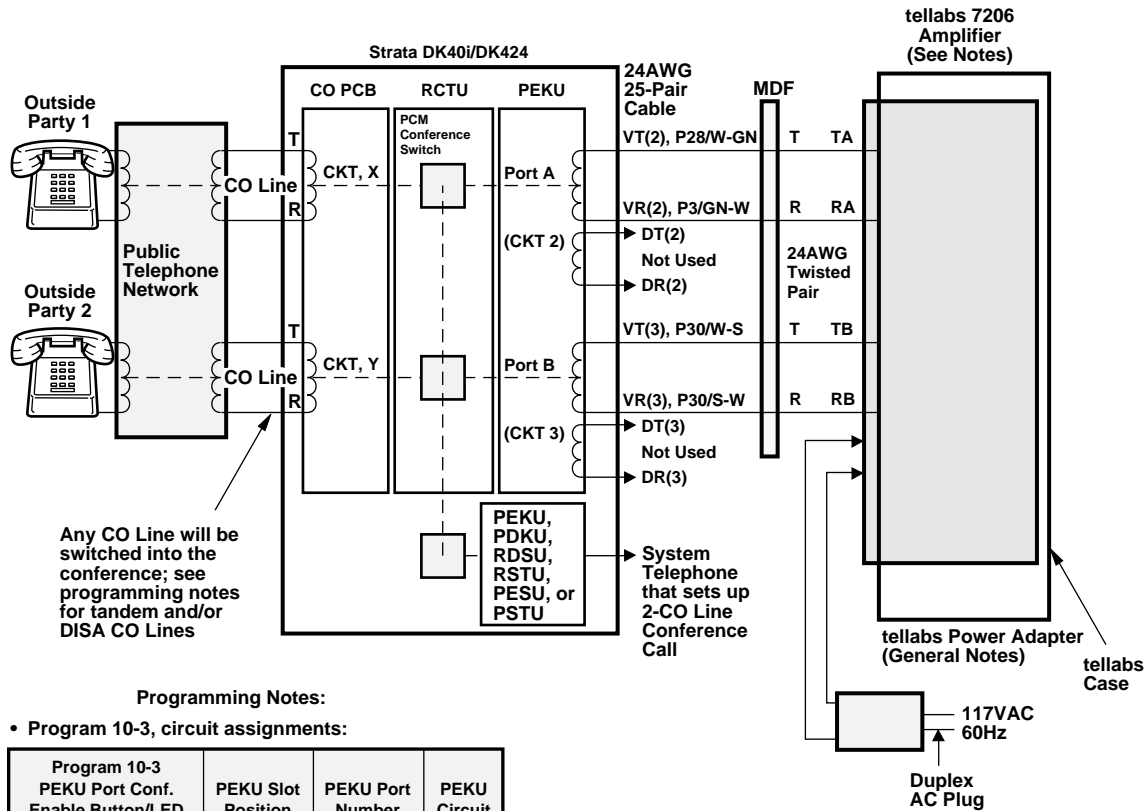 tellabs 7206
Amplifier
(See Notes)
Strata DK40i/DK424
24AWG
25-Pair
Cable
CO PCB
RCTU
PEKU
MDF
Outside
Party 1
PCM
Conference
Switch
T
VT(2), P28/W-GN
T
TA
CKT, X
Port A
CO Line
R
VR(2), P3/GN-W
R
RA
Public
Telephone
Network
(CKT 2)
DT(2)
Not Used
DR(2)
24AWG
Twisted
Pair
Outside
Party 2
T
VT(3), P30/W-S
T
TB
CKT, Y
Port B
CO Line
R
VR(3), P30/S-W
R
RB
(CKT 3)
DT(3)
Not Used
DR(3)
Any CO Line will be
switched into the
conference; see
programming notes
for tandem and/or
DISA CO Lines
PEKU,
PDKU,
RDSU,
RSTU,
PESU, or
PSTU
System
Telephone
that sets up
2-CO Line
Conference
Call
tellabs Power Adapter
(General Notes)
tellabs
Case
117VAC
60Hz
Duplex
AC Plug
Programming Notes:
• Program 10-3, circuit assignments:
Program 10-3
PEKU Port Conf.
Enable Button/LED
PEKU Slot
Position
PEKU Port
Number
PEKU
Circuit